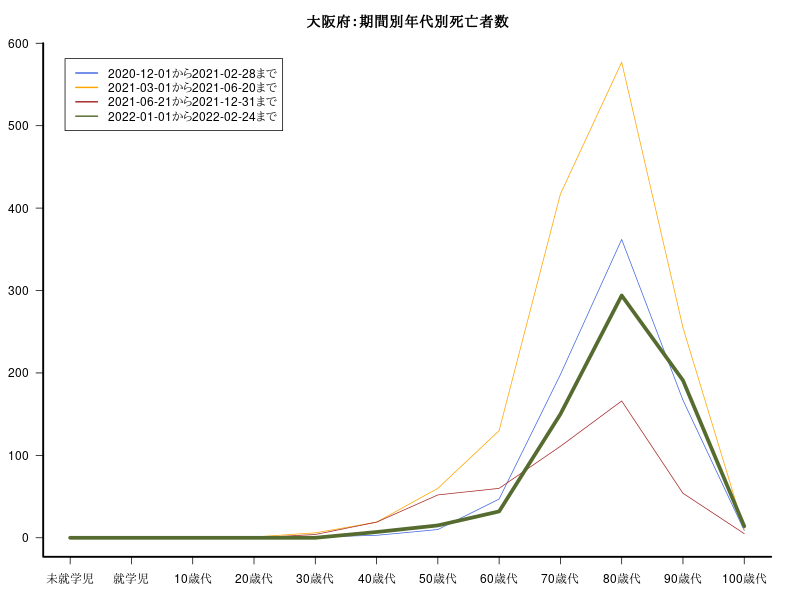 大阪府：期間別年代別死亡者数
600
500
400
300
200
100
0
2020-12-01から2021-02-28まで
2021-03-01から2021-06-20まで
2021-06-21から2021-12-31まで
2022-01-01から2022-02-24まで
未就学児 就学児 10歳代 20歳代 30歳代 40歳代 50歳代 60歳代 70歳代 80歳代 90歳代 100歳代